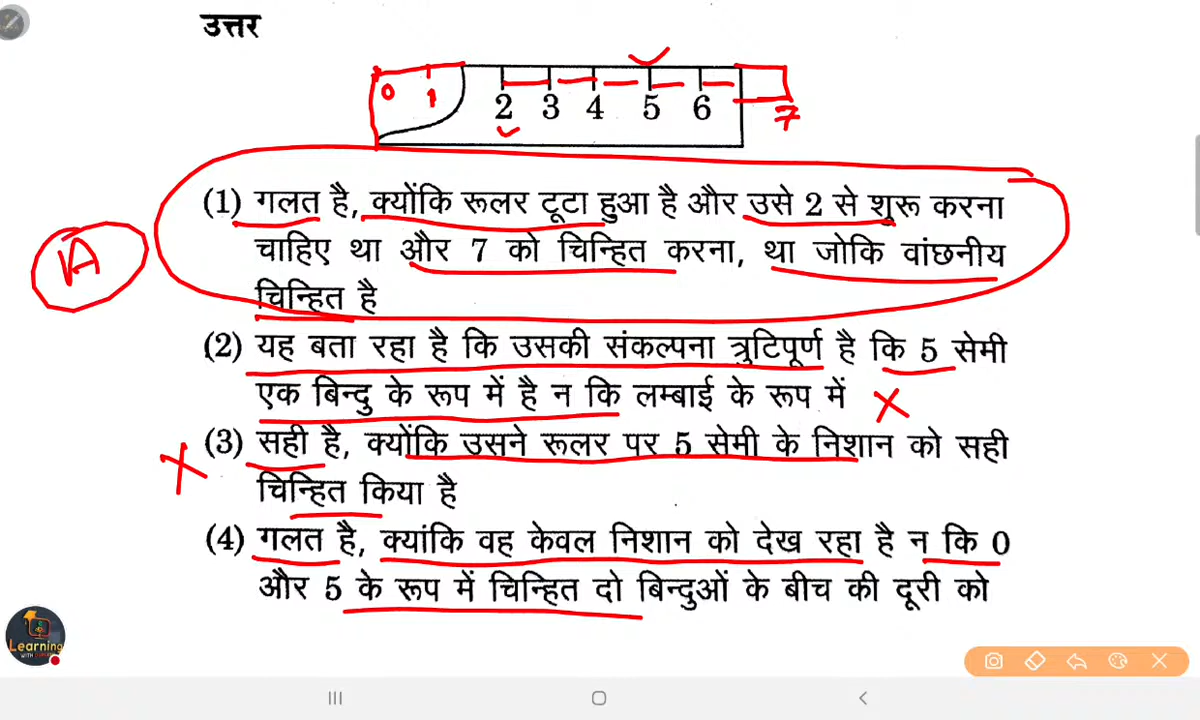 उत्तर
0 1 2 3 4 5 6 7
(1) गलत है, क्योंकि रूलर टूटा हुआ है और उसे 2 से शुरू करना
चाहिए था और 7 को चिन्हित करना, था जोकि वांछनीय
चिन्हित है
A
(2) यह बता रहा है कि उसकी संकल्पना त्रुटिपूर्ण है कि 5 सेमी
एक बिन्दु के रूप में है न कि लम्बाई के रूप में
(3) सही है, क्योंकि उसने रूलर पर 5 सेमी के निशान को सही
चिन्हित किया है
(4) गलत है, क्यांकि वह केवल निशान को देख रहा है न कि 0
और 5 के रूप में चिन्हित दो बिन्दुओं के बीच की दूरी को
Learning